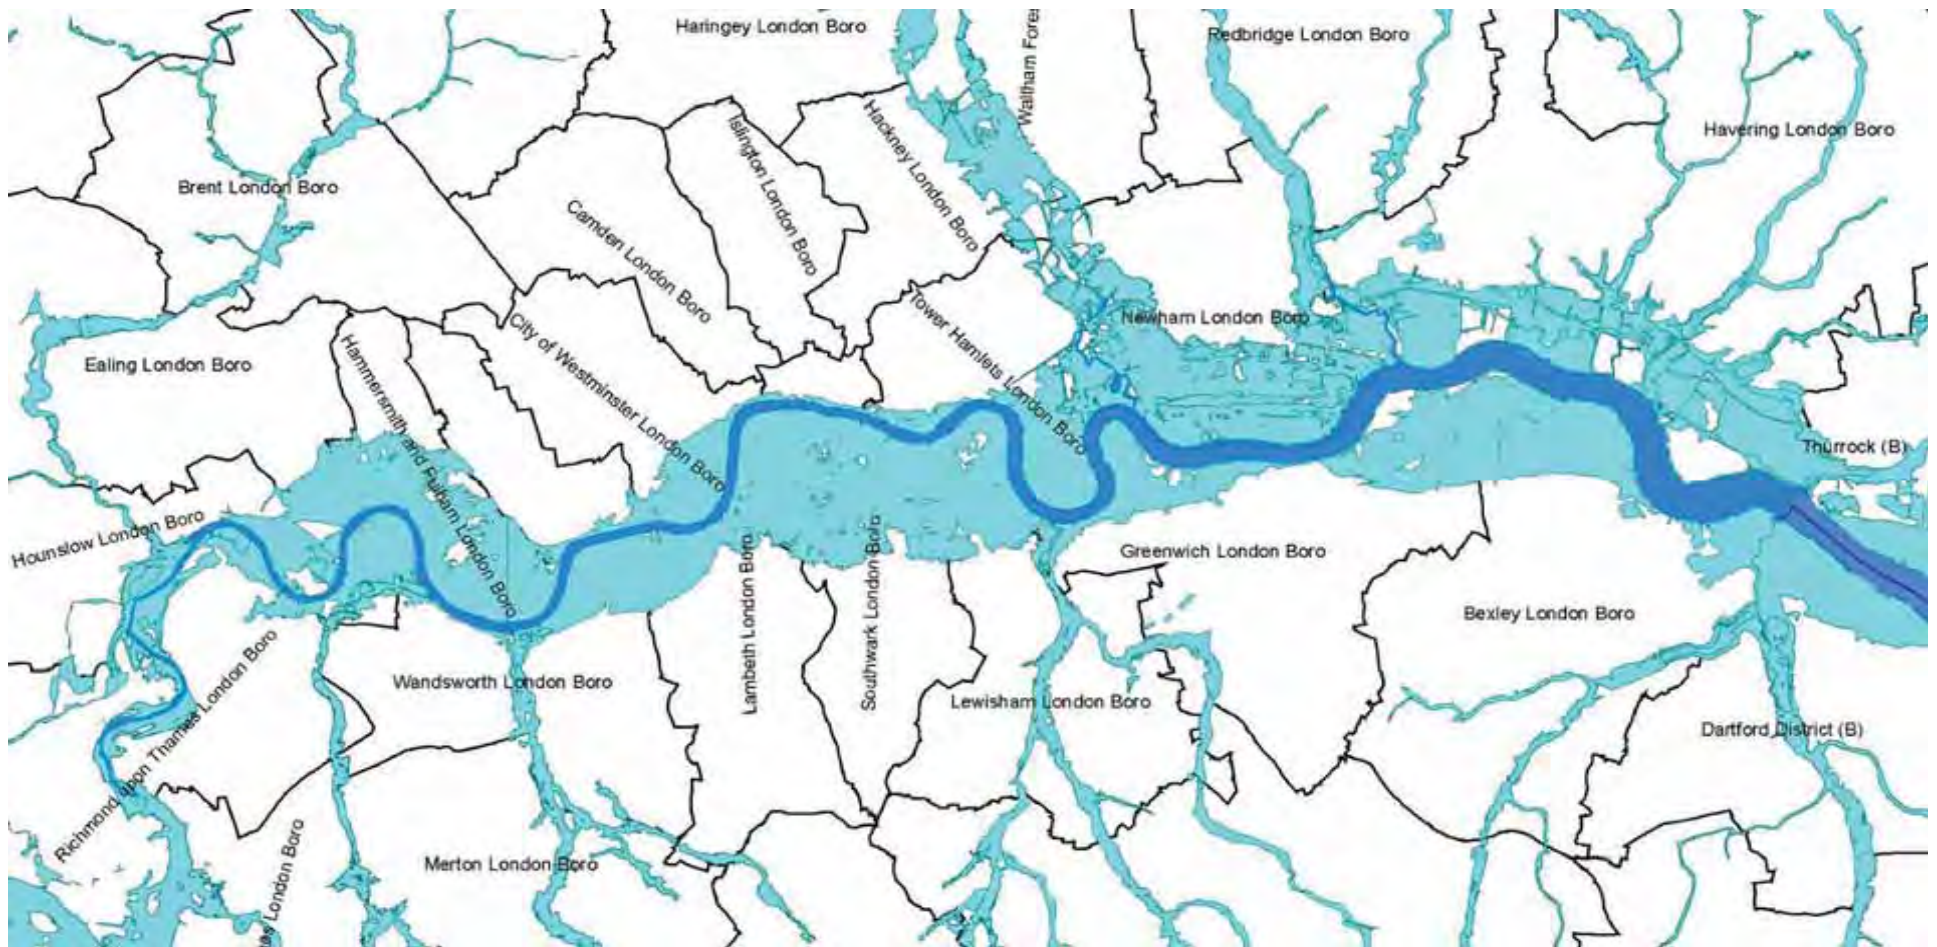 Haringey London Boro
Waltham Fore
Redbridge London Boro
Havering London Boro
Brent London Boro
Camden London Boro
Islington London Boro
Hackney London Boro
Ealing London Boro
Hammersmith and Fulham London Boro
City of Westminster London Boro
Tower Hamlets London Boro
Newham London Boro
Thurrock (B)
Hounslow London Boro
Greenwich London Boro
Bexley London Boro
Richmond upon Thames London Boro
Wandsworth London Boro
Lambeth London Boro
Southwark London Boro
Lewisham London Boro
Dartford District (B)
Merton London Boro
London Boro